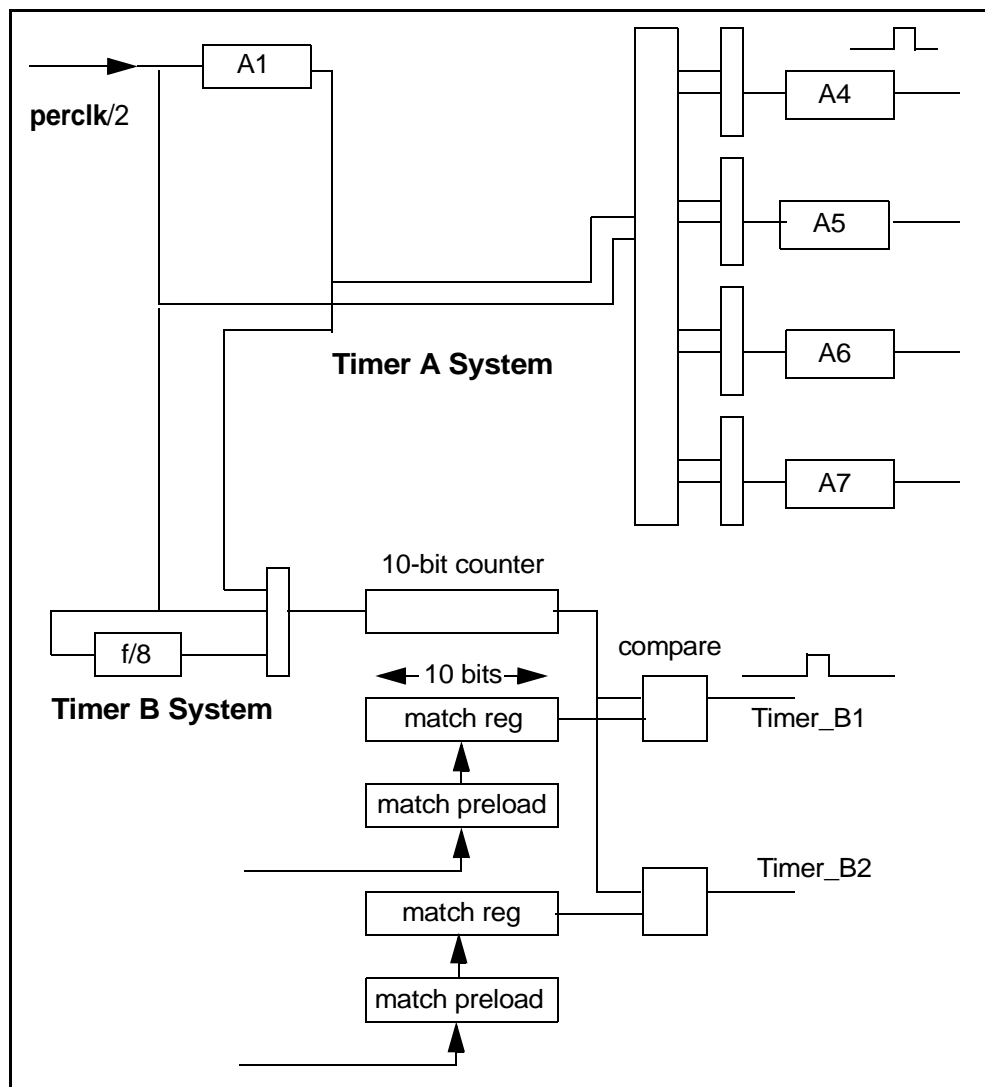 A1
perclk/2
A4
A5
A6
A7
Timer A System
10-bit counter
f/8
Timer B System
10 bits
compare
match reg
Timer_B1
match preload
Timer_B2
match reg
match preload